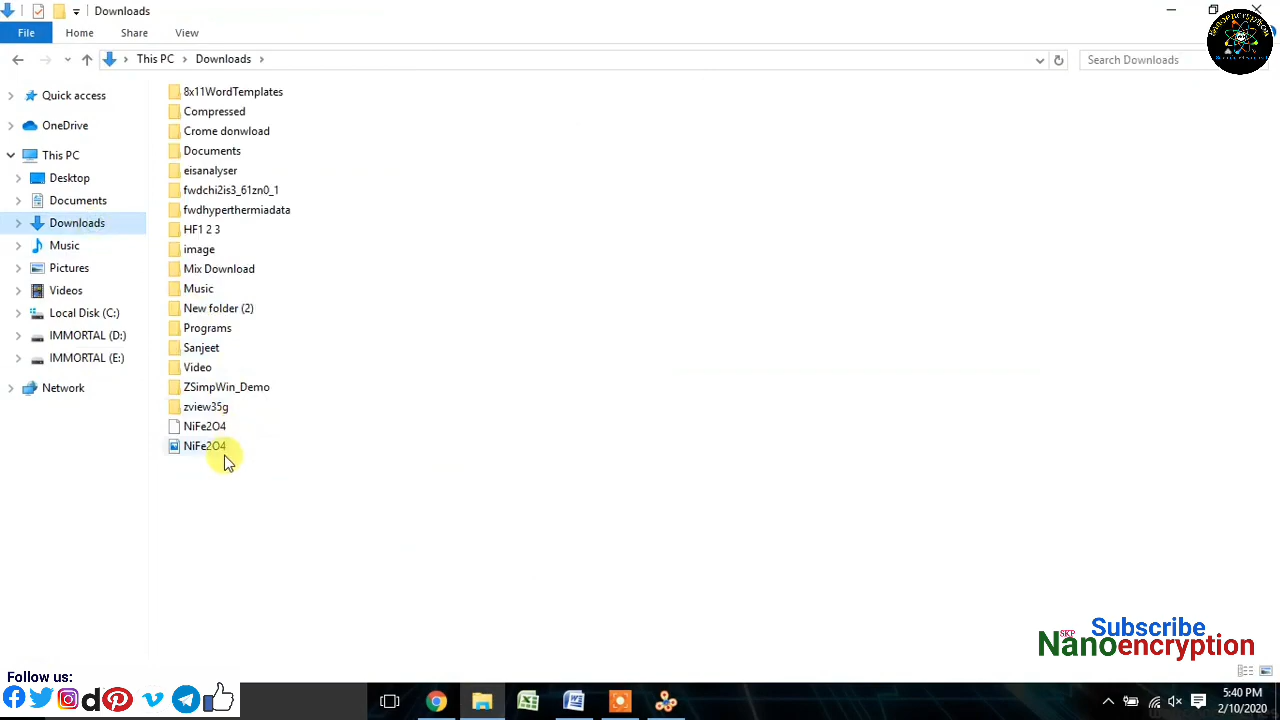 Downloads
File
Home
Share
View
This PC
Downloads
Search Downloads
Quick access
OneDrive
This PC
Desktop
Documents
Downloads
Music
Pictures
Videos
Local Disk (C:)
IMMORTAL (D:)
IMMORTAL (E:)
Network
8x11WordTemplates
Compressed
Crome donwload
Documents
eisanalyser
fwdchi2is3_61zn0_1
fwdhyperthermiadata
HF1 2 3
image
Mix Download
Music
New folder (2)
Programs
Sanjeet
Video
ZSimpWin_Demo
zview35g
NiFe2O4
NiFe2O4
Subscribe
SKP
Nanoencryption
Follow us:
5:40 PM
2/10/2020